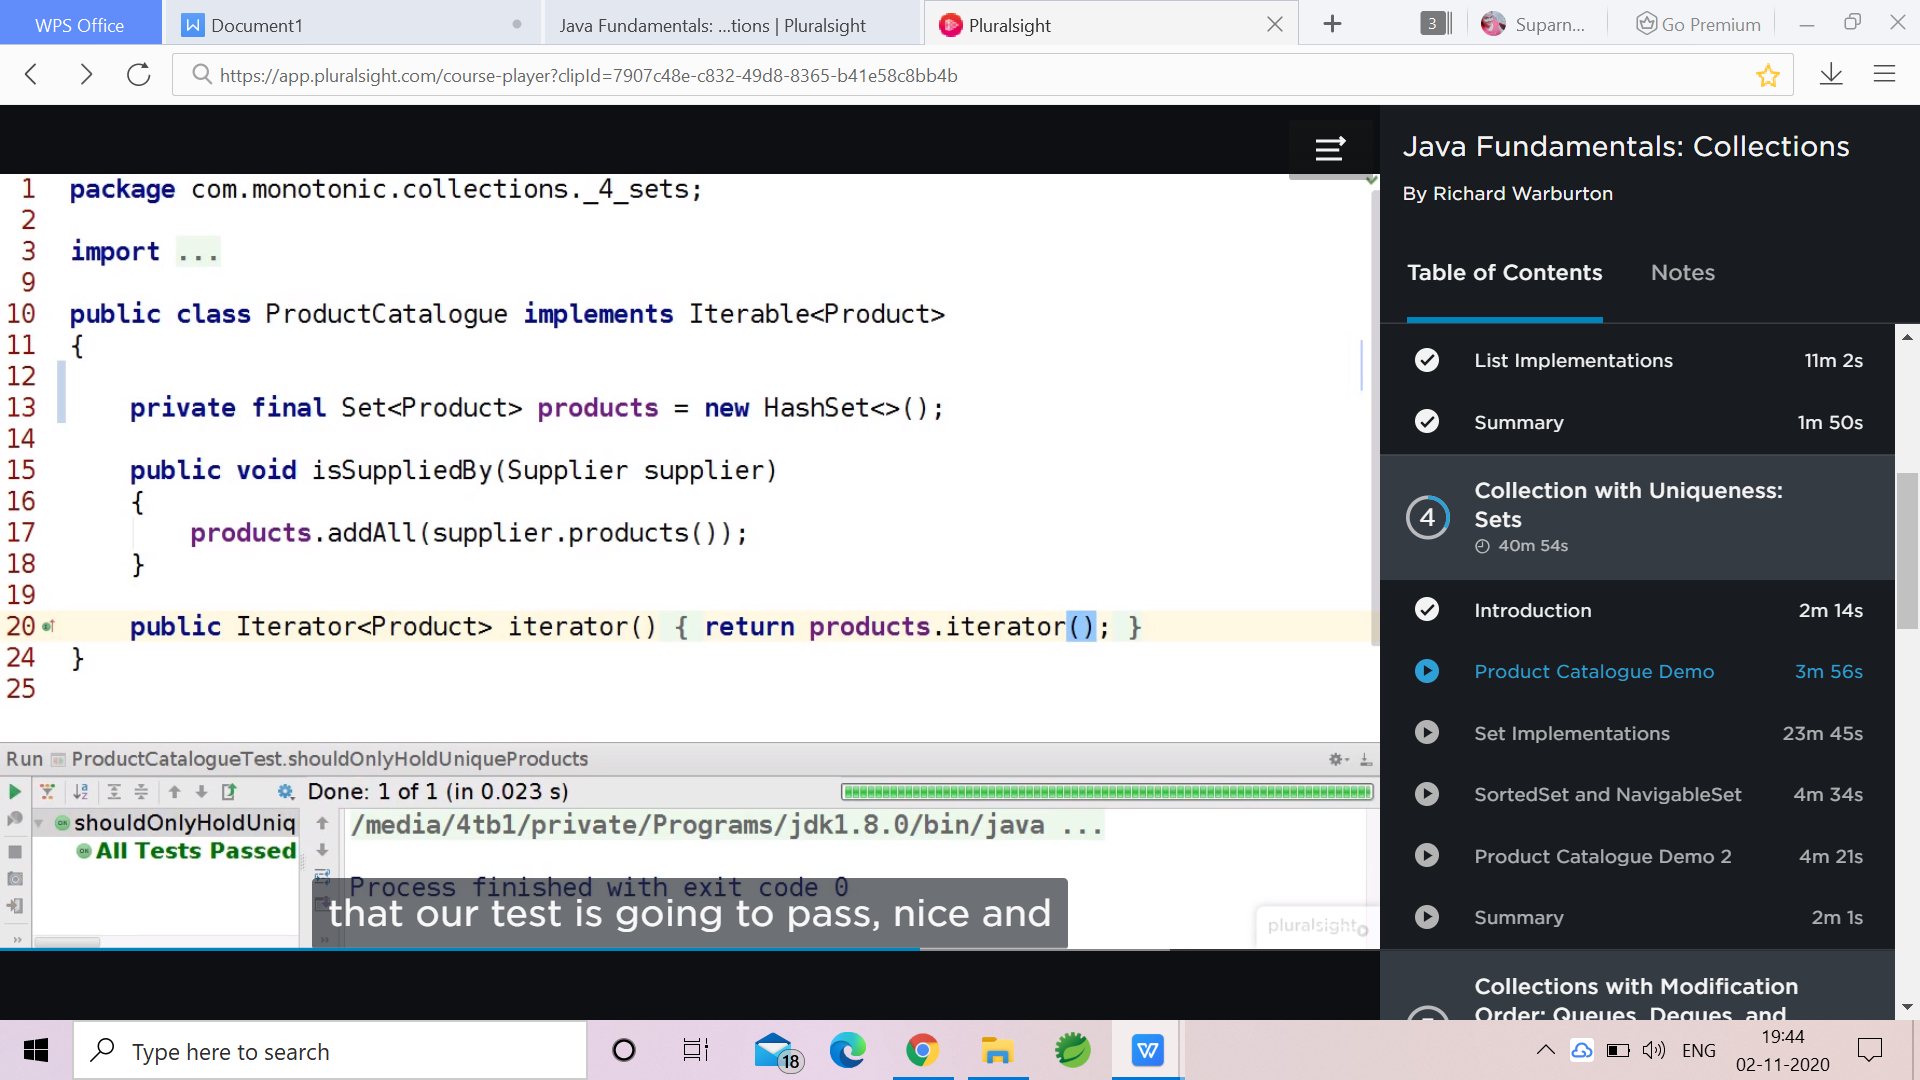 WPS Office
Document1
Java Fundamentals: ...tions | Pluralsight
Pluralsight
3
Suparn...
Go Premium
https://app.pluralsight.com/course-player?clipId=7907c48e-c832-49d8-8365-b41e58c8bb4b
1 package com.monotonic.collections._4_sets;
2
3 import ...
9
10 public class ProductCatalogue implements Iterable<Product>
11 {
12
13 private final Set<Product> products = new HashSet<>();
14
15 public void isSuppliedBy(Supplier supplier)
16 {
17 products.addAll(supplier.products());
18 }
19
20 public Iterator<Product> iterator() { return products.iterator(); }
24 }
25
Run ProductCatalogueTest.shouldOnlyHoldUniqueProducts
Done: 1 of 1 (in 0.023 s)
shouldOnlyHoldUniq
All Tests Passed
/media/4tb1/private/Programs/jdk1.8.0/bin/java ...
Process finished with exit code 0
that our test is going to pass, nice and
pluralsight
Java Fundamentals: Collections
By Richard Warburton
Table of Contents
Notes
List Implementations 11m 2s
Summary 1m 50s
4
Collection with Uniqueness:
Sets
40m 54s
Introduction 2m 14s
Product Catalogue Demo 3m 56s
Set Implementations 23m 45s
SortedSet and NavigableSet 4m 34s
Product Catalogue Demo 2 4m 21s
Summary 2m 1s
Collections with Modification
Order: Queues, Deques, and
Type here to search
18
ENG
19:44
02-11-2020